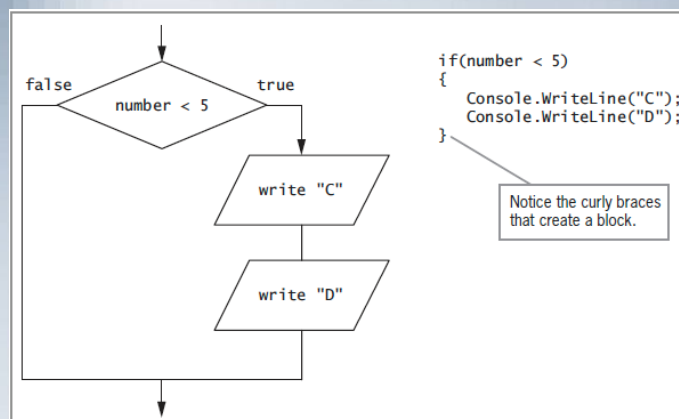 false
true
number < 5
write "C"
write "D"
if(number < 5)
{
   Console.WriteLine("C");
   Console.WriteLine("D");
}
Notice the curly braces
that create a block.